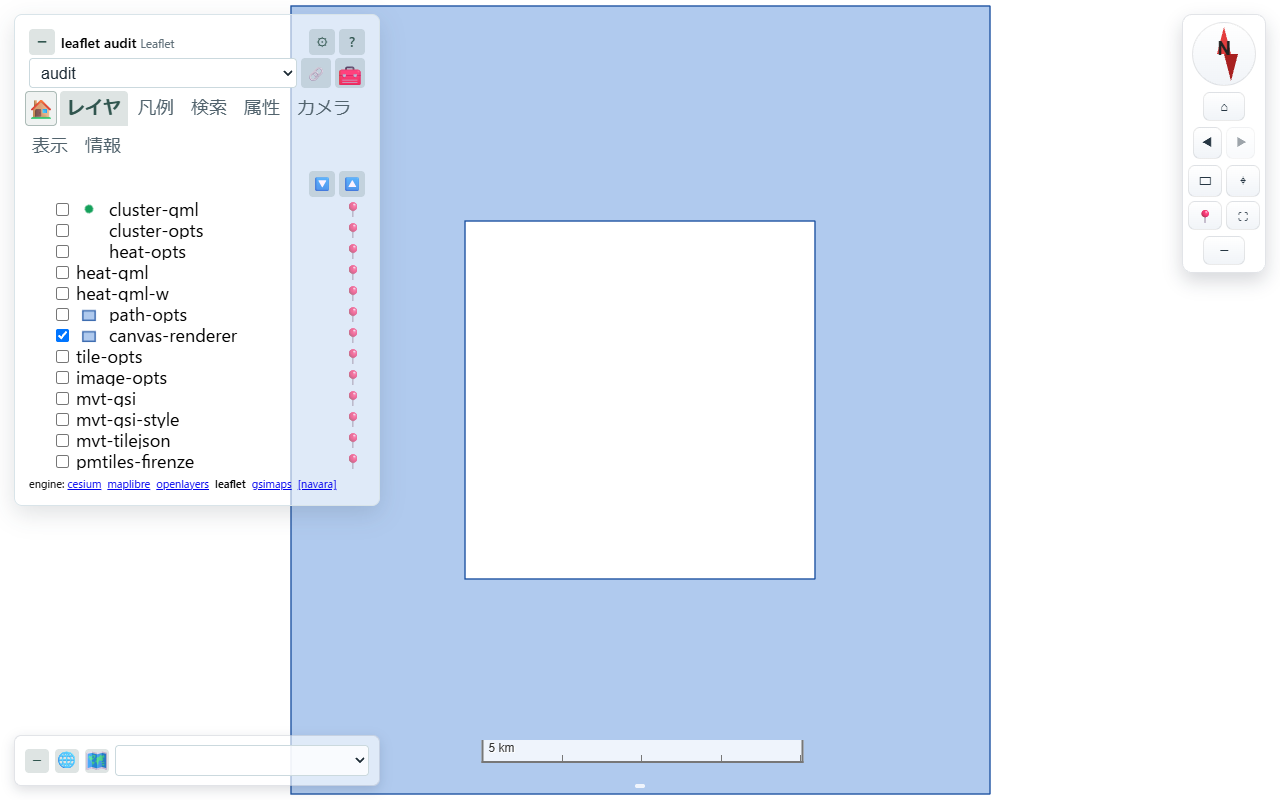 − leaflet audit Leaflet ⚙ ?
audit
レイヤ 凡例 検索 属性 カメラ
表示 情報
cluster-qml
cluster-opts
heat-opts
heat-qml
heat-qml-w
path-opts
canvas-renderer
tile-opts
image-opts
mvt-gsi
mvt-gsi-style
mvt-tilejson
pmtiles-firenze
engine: cesium maplibre openlayers leaflet gsimaps [navara]
5 km
N